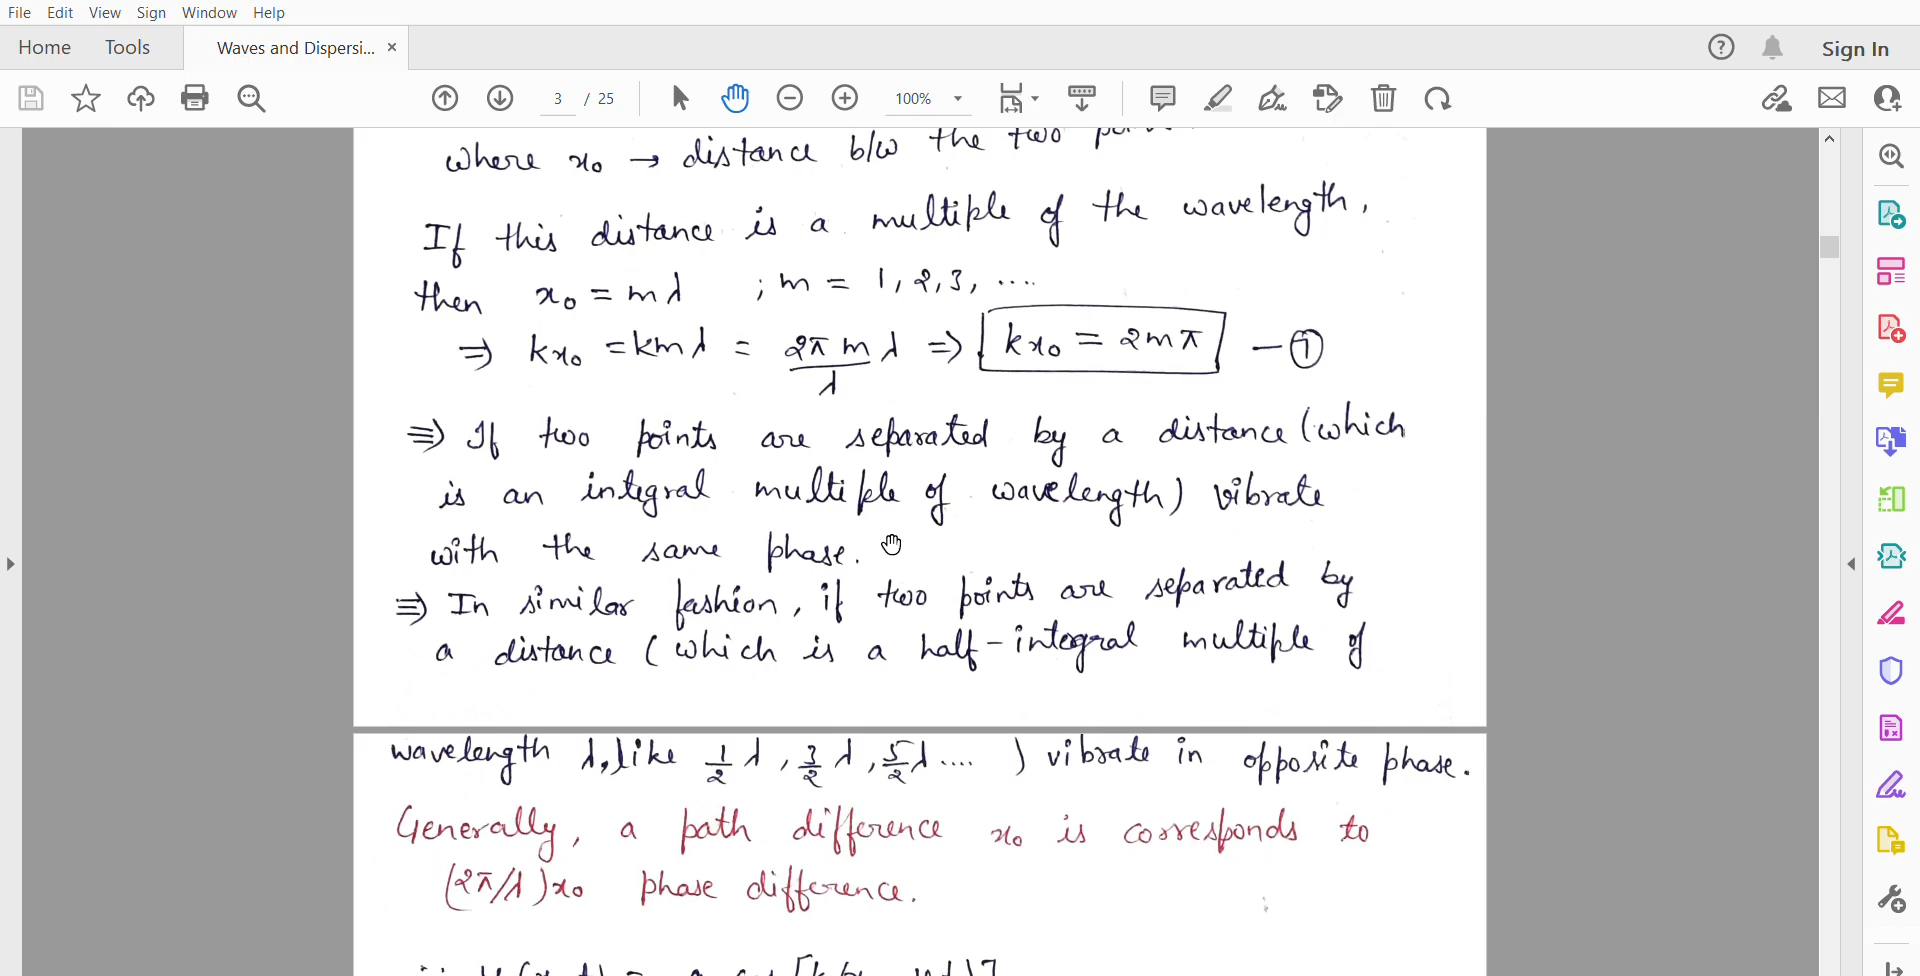 File Edit View Sign Window Help
Home Tools Waves and Dispersi... × Sign In
3 / 25 100%
where x₀ → distance b/w the two
If this distance is a multiple of the wavelength,
then x₀ = mλ ; m = 1, 2, 3, ....
⇒ kx₀ = kmλ = 2π m λ / λ ⇒ kx₀ = 2mπ — ①
⇒ If two points are separated by a distance (which
is an integral multiple of wavelength) vibrate
with the same phase.
⇒ In similar fashion, if two points are separated by
a distance (which is a half-integral multiple of
wavelength λ, like 1/2 λ, 3/2 λ, 5/2 λ .... ) vibrate in opposite phase.
Generally, a path difference x₀ is corresponds to
(2π/λ)x₀ phase difference.